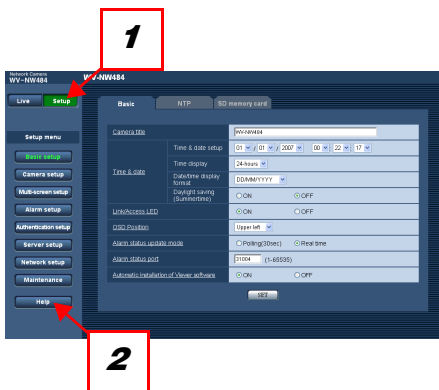 1
Network Camera
WV-NW484
WV-NW484
Live Setup
Basic NTP SD memory card
Setup menu
Basic setup
Camera setup
Multi-screen setup
Alarm setup
Authentication setup
Server setup
Network setup
Maintenance
Help
Camera title WV-NW484
Time & date
Time & date setup 01 / 01 / 2007 00 : 22 : 17
Time display 24-hours
Date/time display format DD/MM/YYYY
Daylight saving (Summertime) ON OFF
Link/Access LED ON OFF
OSD Position Upper left
Alarm status update mode Polling(30sec) Real time
Alarm status port 31004 (1-65535)
Automatic installation of Viewer software ON OFF
SET
2